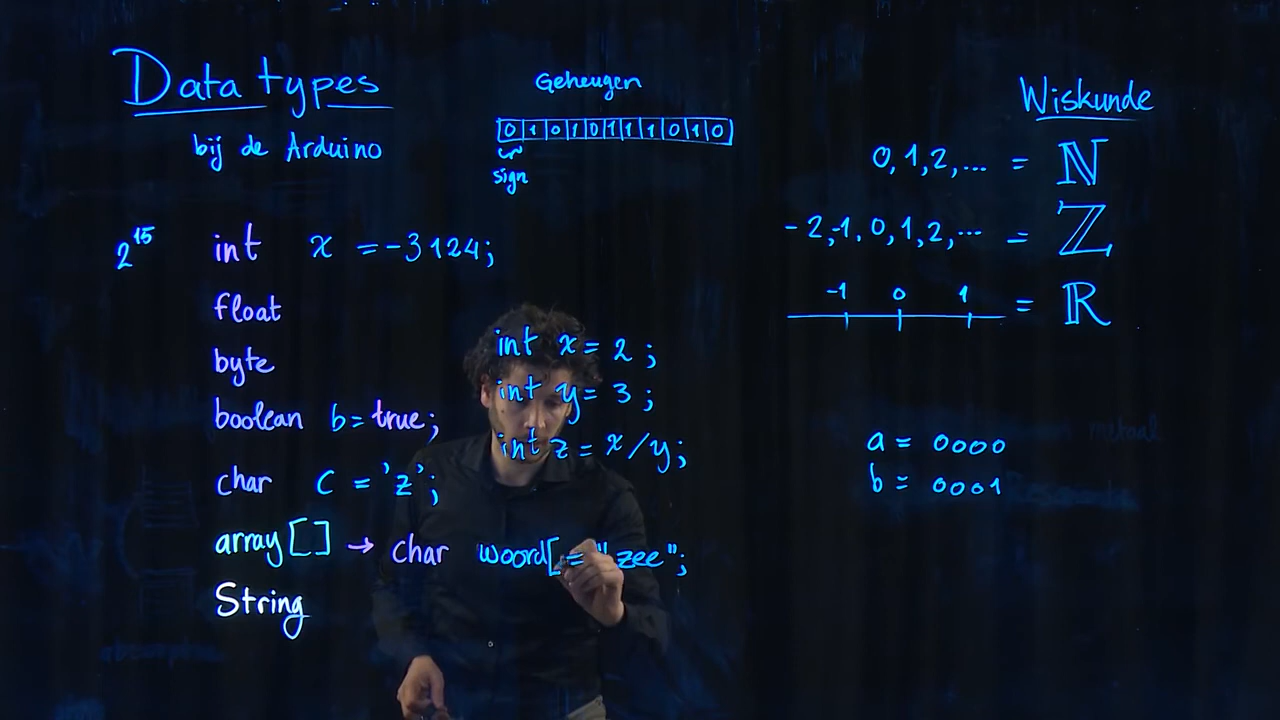 Data types
bij de Arduino
Geheugen
0 1 0 1 0 1 1 1 0 1 0
sign
Wiskunde
0, 1, 2, ... = ℕ
-2, -1, 0, 1, 2, ... = ℤ
-1 0 1 = ℝ
2^15 int x = -3124;
float
byte
boolean b = true;
char c = 'z';
array[] → char woord[ = "zee";
String
int x = 2;
int y = 3;
int z = x/y;
a = 0000
b = 0001